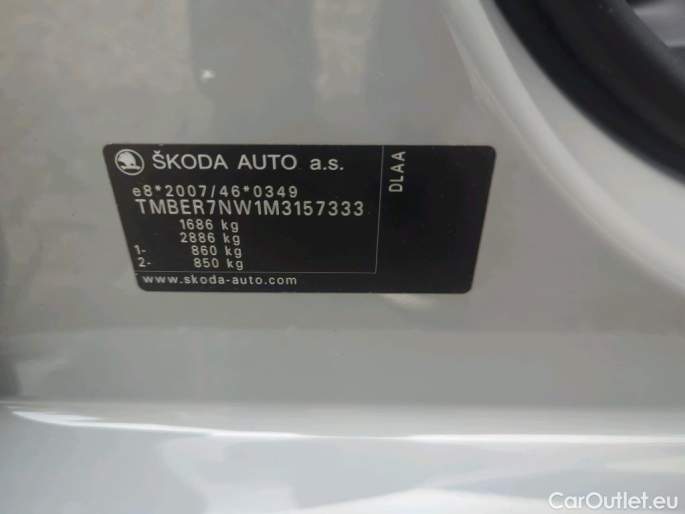 ŠKODA AUTO a.s.
e8*2007/46*0349
TMBER7NW1M3157333
1686 kg
2886 kg
1- 860 kg
2- 850 kg
www.skoda-auto.com
DLAA
CarOutlet.eu